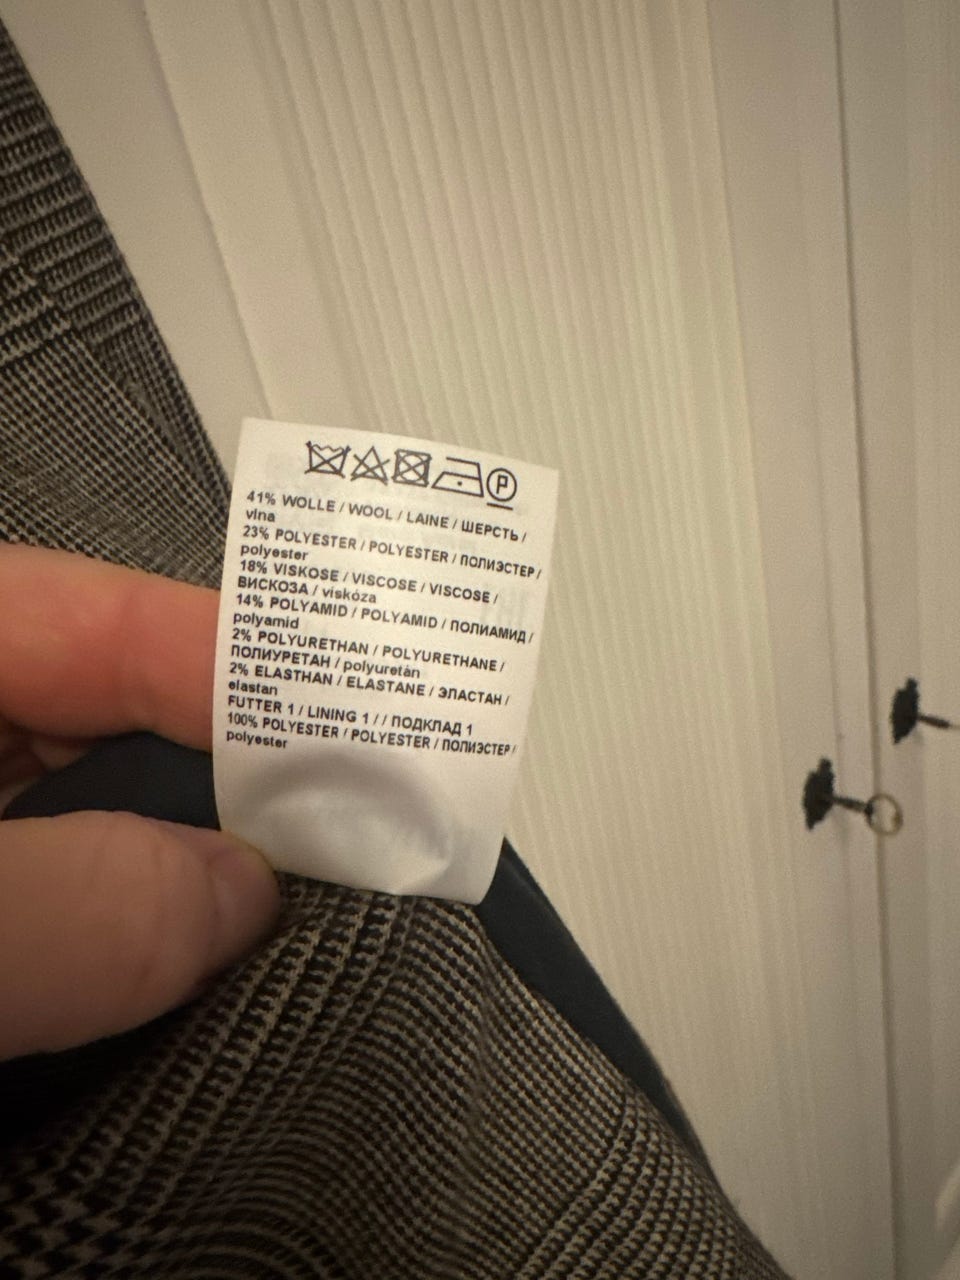 P
41% WOLLE / WOOL / LAINE / ШЕРСТЬ /
vlna
23% POLYESTER / POLYESTER / ПОЛИЭСТЕР /
polyester
18% VISKOSE / VISCOSE / VISCOSE /
ВИСКОЗА / viskóza
14% POLYAMID / POLYAMID / ПОЛИАМИД /
polyamid
2% POLYURETHAN / POLYURETHANE /
ПОЛИУРЕТАН / polyuretàn
2% ELASTHAN / ELASTANE / ЭЛАСТАН /
elastan
FUTTER 1 / LINING 1 / / ПОДКЛАД 1
100% POLYESTER / POLYESTER / ПОЛИЭСТЕР /
polyester